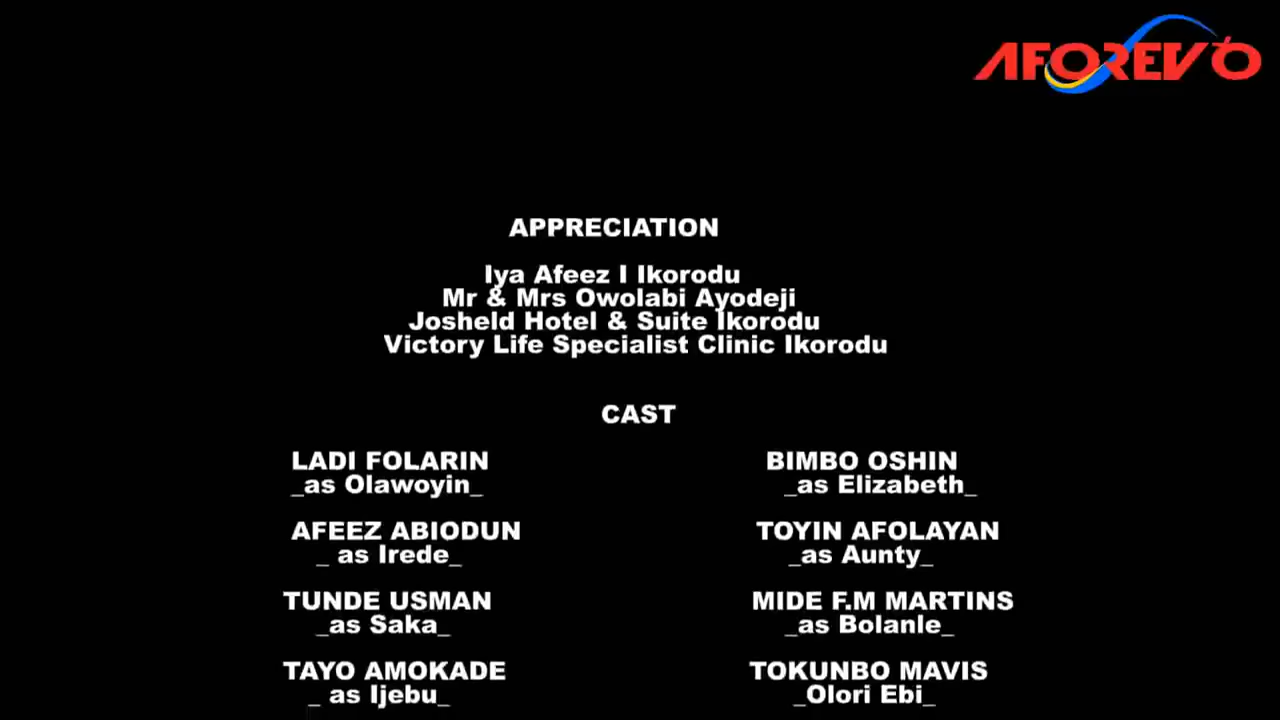 AFOREVO
APPRECIATION
Iya Afeez I Ikorodu
Mr & Mrs Owolabi Ayodeji
Josheld Hotel & Suite Ikorodu
Victory Life Specialist Clinic Ikorodu
CAST
LADI FOLARIN
_as Olawoyin_
BIMBO OSHIN
_as Elizabeth_
AFEEZ ABIODUN
_ as Irede_
TOYIN AFOLAYAN
_as Aunty_
TUNDE USMAN
_as Saka_
MIDE F.M MARTINS
_as Bolanle_
TAYO AMOKADE
_ as Ijebu_
TOKUNBO MAVIS
_Olori Ebi_